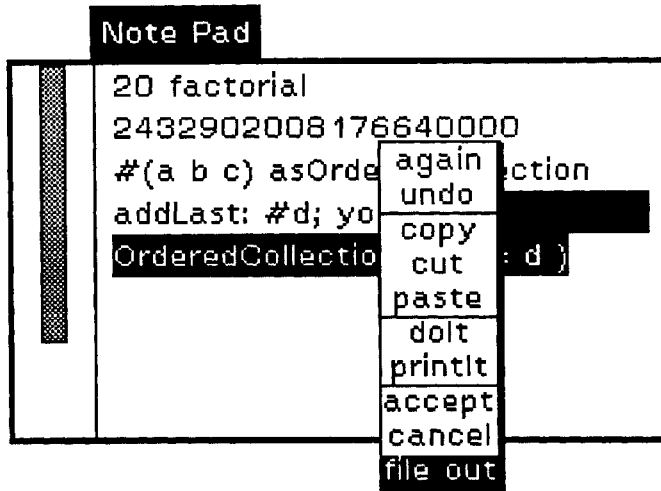 Note Pad
20 factorial
2432902008176640000
#(a b c) asOrde ction
addLast: #d; yo
OrderedCollectio : d )
again
undo
copy
cut
paste
doIt
printIt
accept
cancel
file out